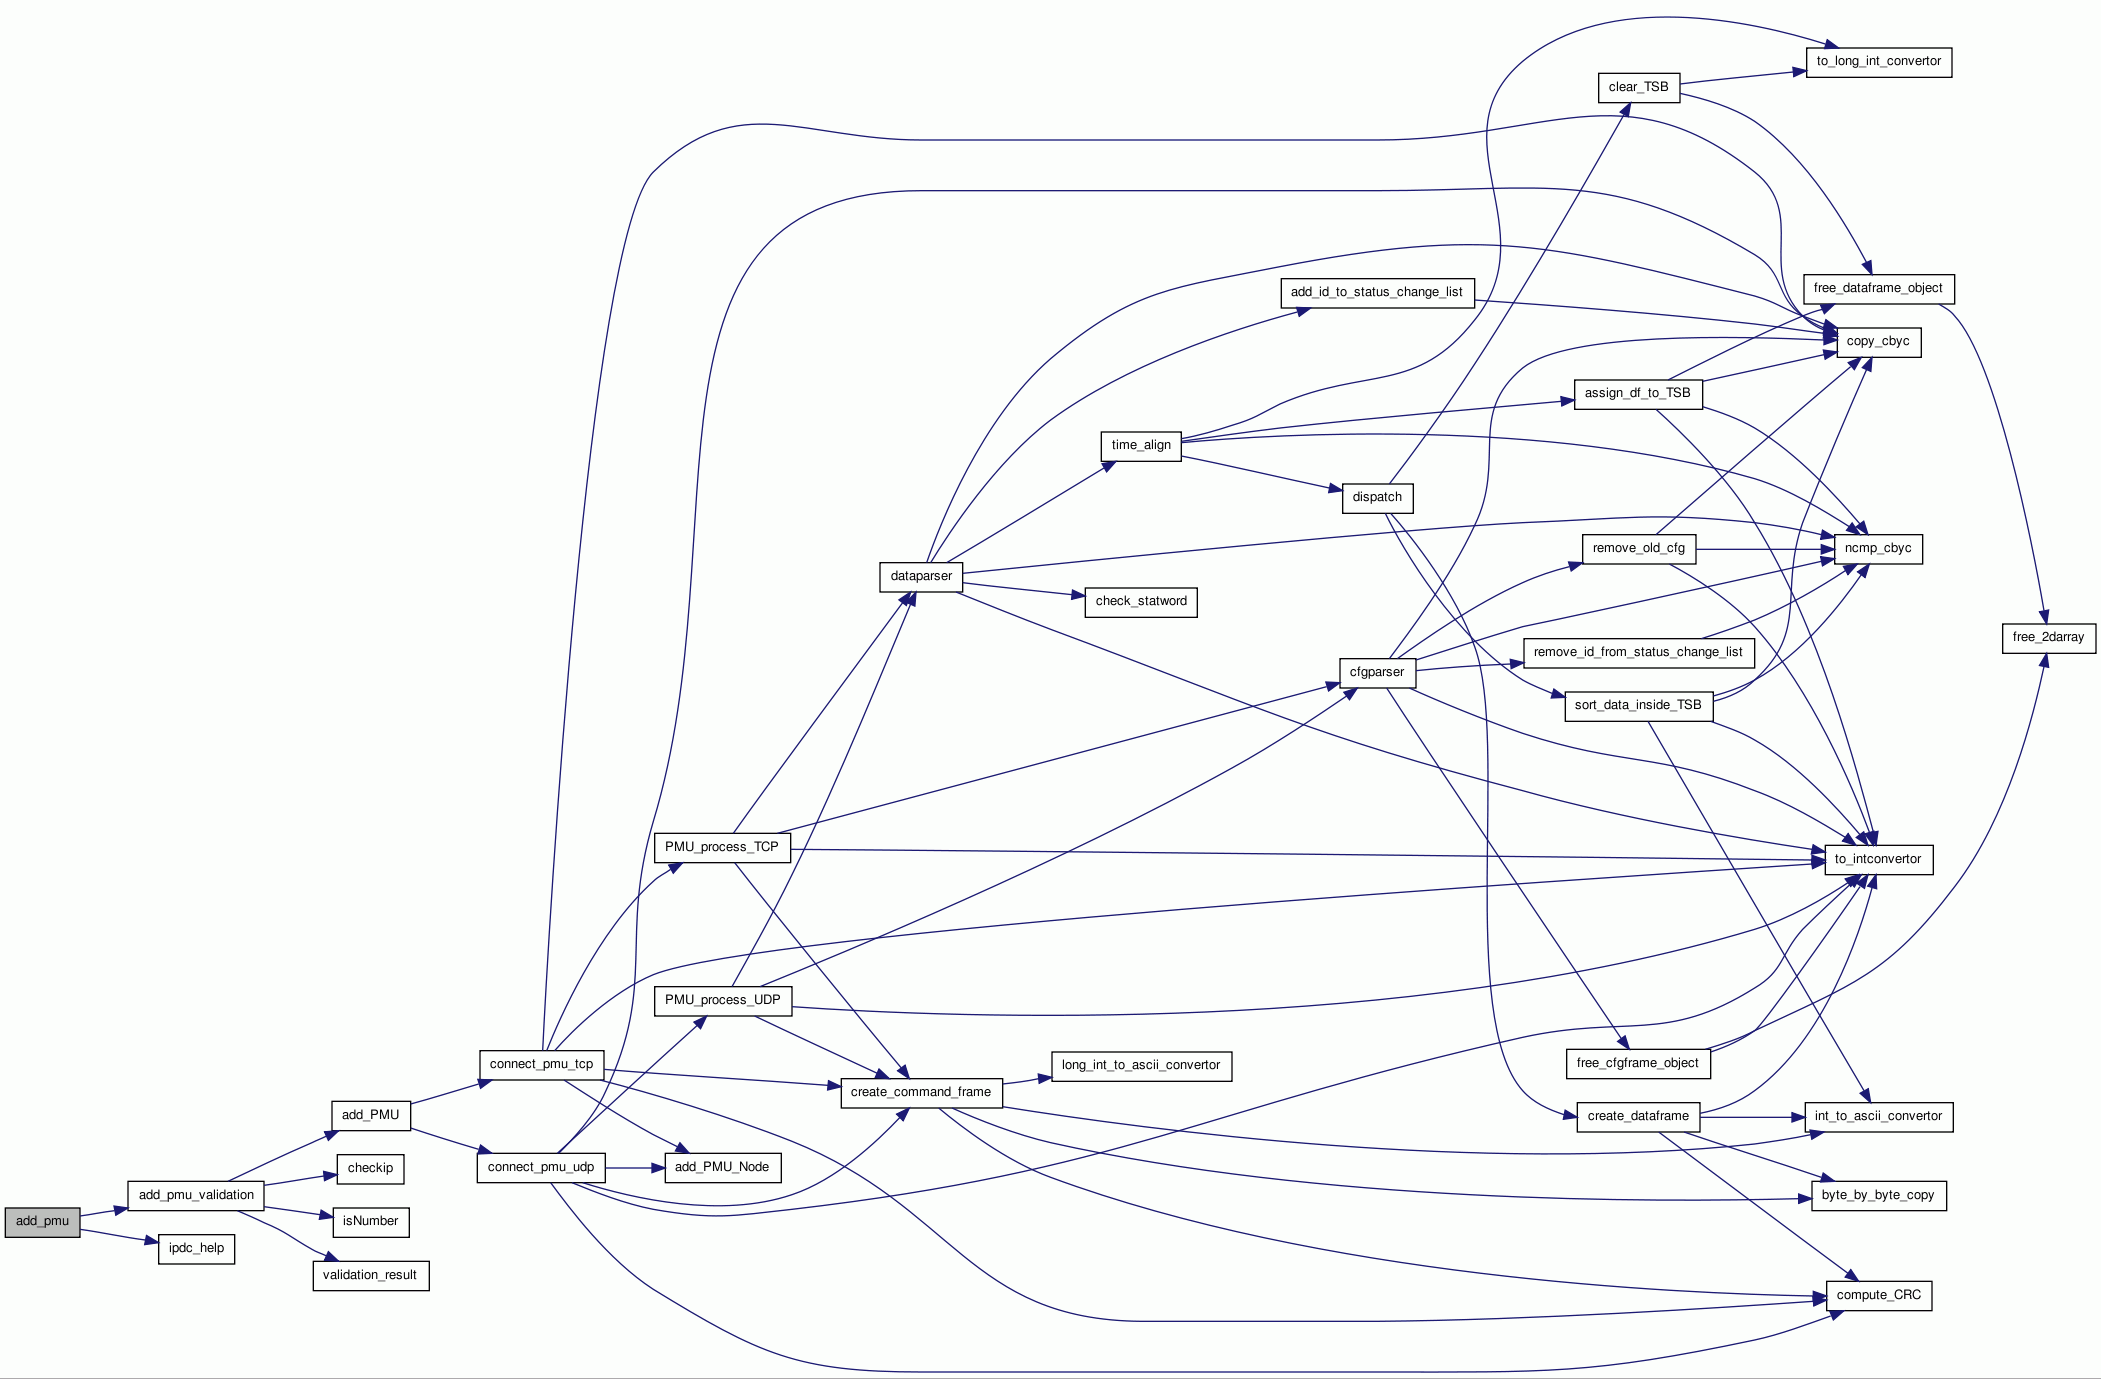 to_long_int_convertor
clear_TSB
free_dataframe_object
add_id_to_status_change_list
copy_cbyc
assign_df_to_TSB
time_align
dispatch
remove_old_cfg
ncmp_cbyc
dataparser
check_statword
free_2darray
remove_id_from_status_change_list
cfgparser
sort_data_inside_TSB
PMU_process_TCP
to_intconvertor
PMU_process_UDP
connect_pmu_tcp
long_int_to_ascii_convertor
free_cfgframe_object
create_command_frame
add_PMU
create_dataframe
int_to_ascii_convertor
checkip
connect_pmu_udp
add_PMU_Node
add_pmu_validation
byte_by_byte_copy
add_pmu
isNumber
ipdc_help
validation_result
compute_CRC